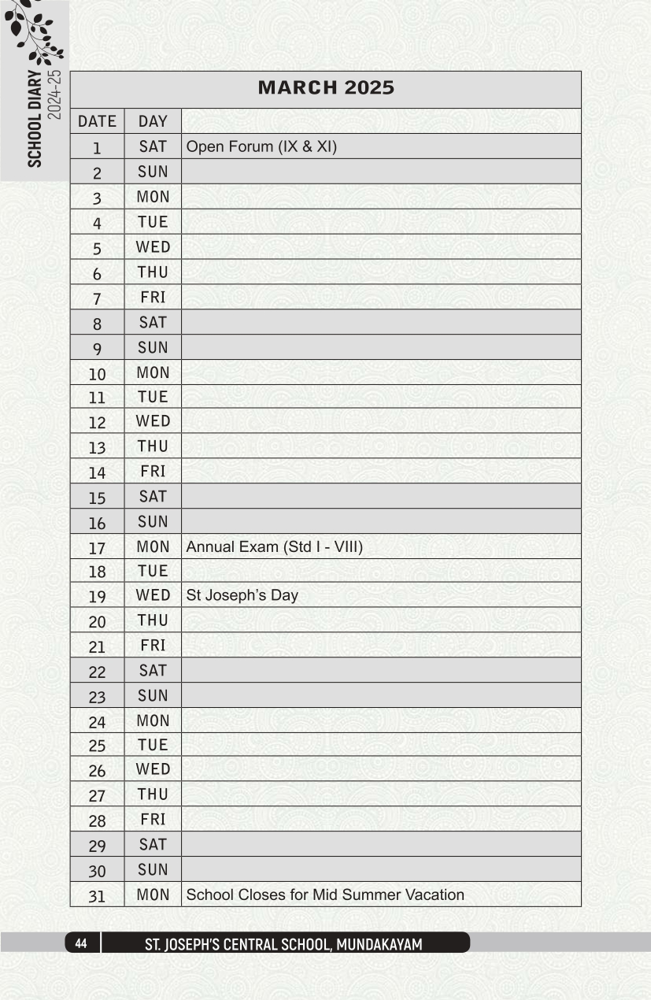 SCHOOL DIARY
2024-25
MARCH 2025
DATE DAY
1 SAT Open Forum (IX & XI)
2 SUN
3 MON
4 TUE
5 WED
6 THU
7 FRI
8 SAT
9 SUN
10 MON
11 TUE
12 WED
13 THU
14 FRI
15 SAT
16 SUN
17 MON Annual Exam (Std I - VIII)
18 TUE
19 WED St Joseph’s Day
20 THU
21 FRI
22 SAT
23 SUN
24 MON
25 TUE
26 WED
27 THU
28 FRI
29 SAT
30 SUN
31 MON School Closes for Mid Summer Vacation
44 ST. JOSEPH’S CENTRAL SCHOOL, MUNDAKAYAM